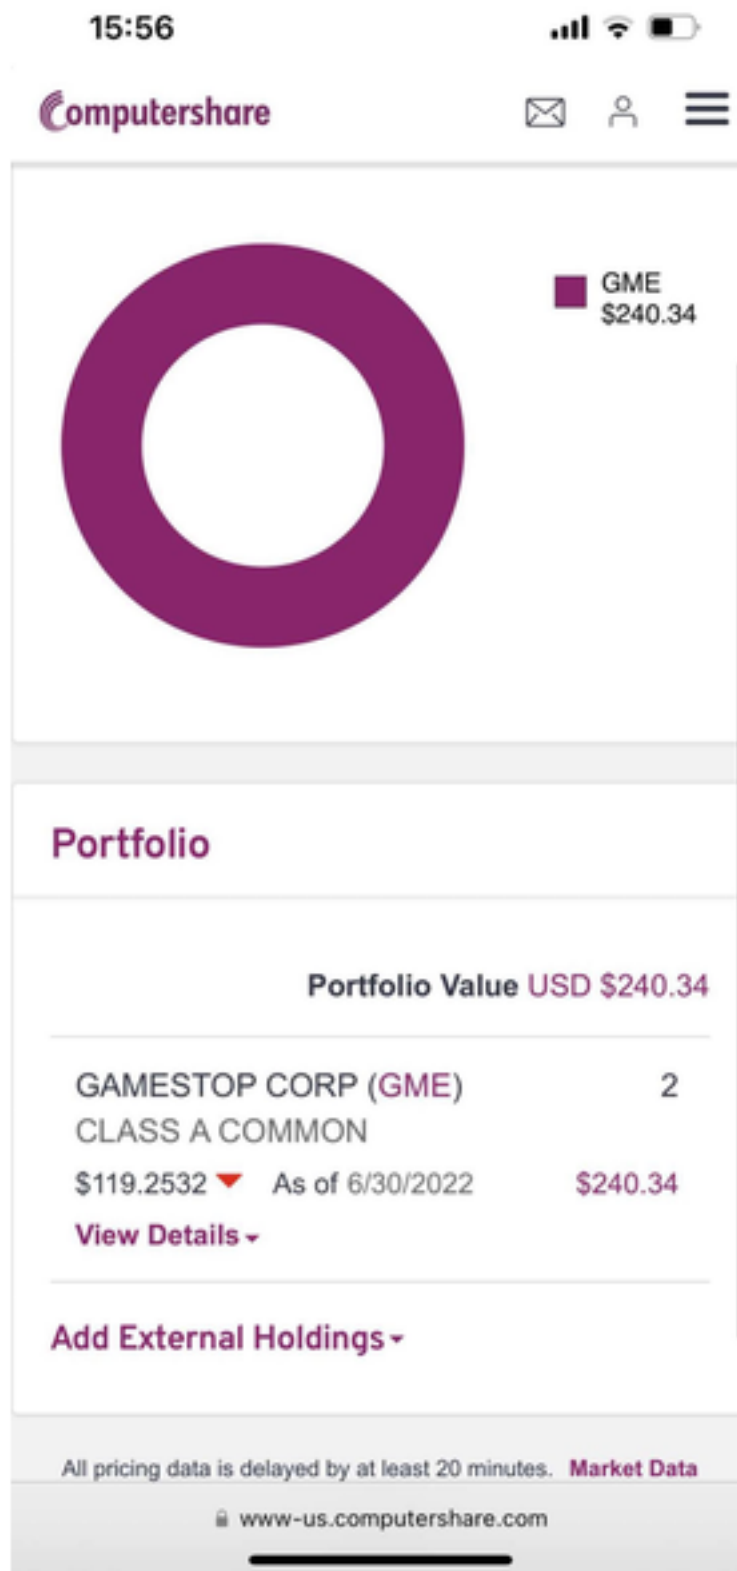 15:56
Computershare
GME
$240.34
Portfolio
Portfolio Value USD $240.34
GAMESTOP CORP (GME) 2
CLASS A COMMON
$119.2532 As of 6/30/2022 $240.34
View Details
Add External Holdings
All pricing data is delayed by at least 20 minutes. Market Data
www-us.computershare.com